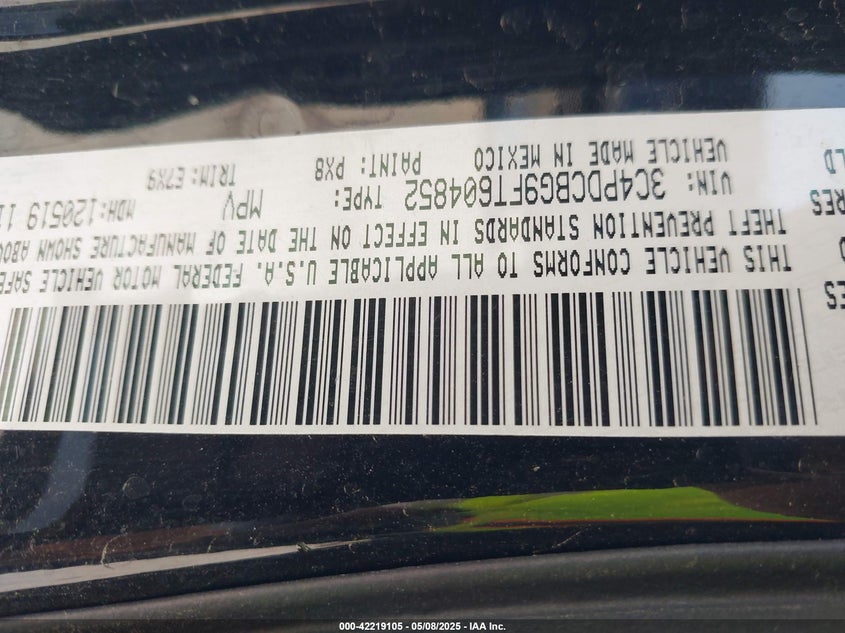 THIS VEHICLE CONFORMS TO ALL APPLICABLE U.S.A. FEDERAL MOTOR VEHICLE SAFE
THEFT PREVENTION STANDARDS IN EFFECT ON THE DATE OF MANUFACTURE SHOWN ABO
VIN: 3C4PDCBG9FT604852 TYPE: MPV MDH:120519 11
VEHICLE MADE IN MEXICO PAINT: PX8 TRIM: E7X9
000-42219105 - 05/08/2025 - IAA Inc.